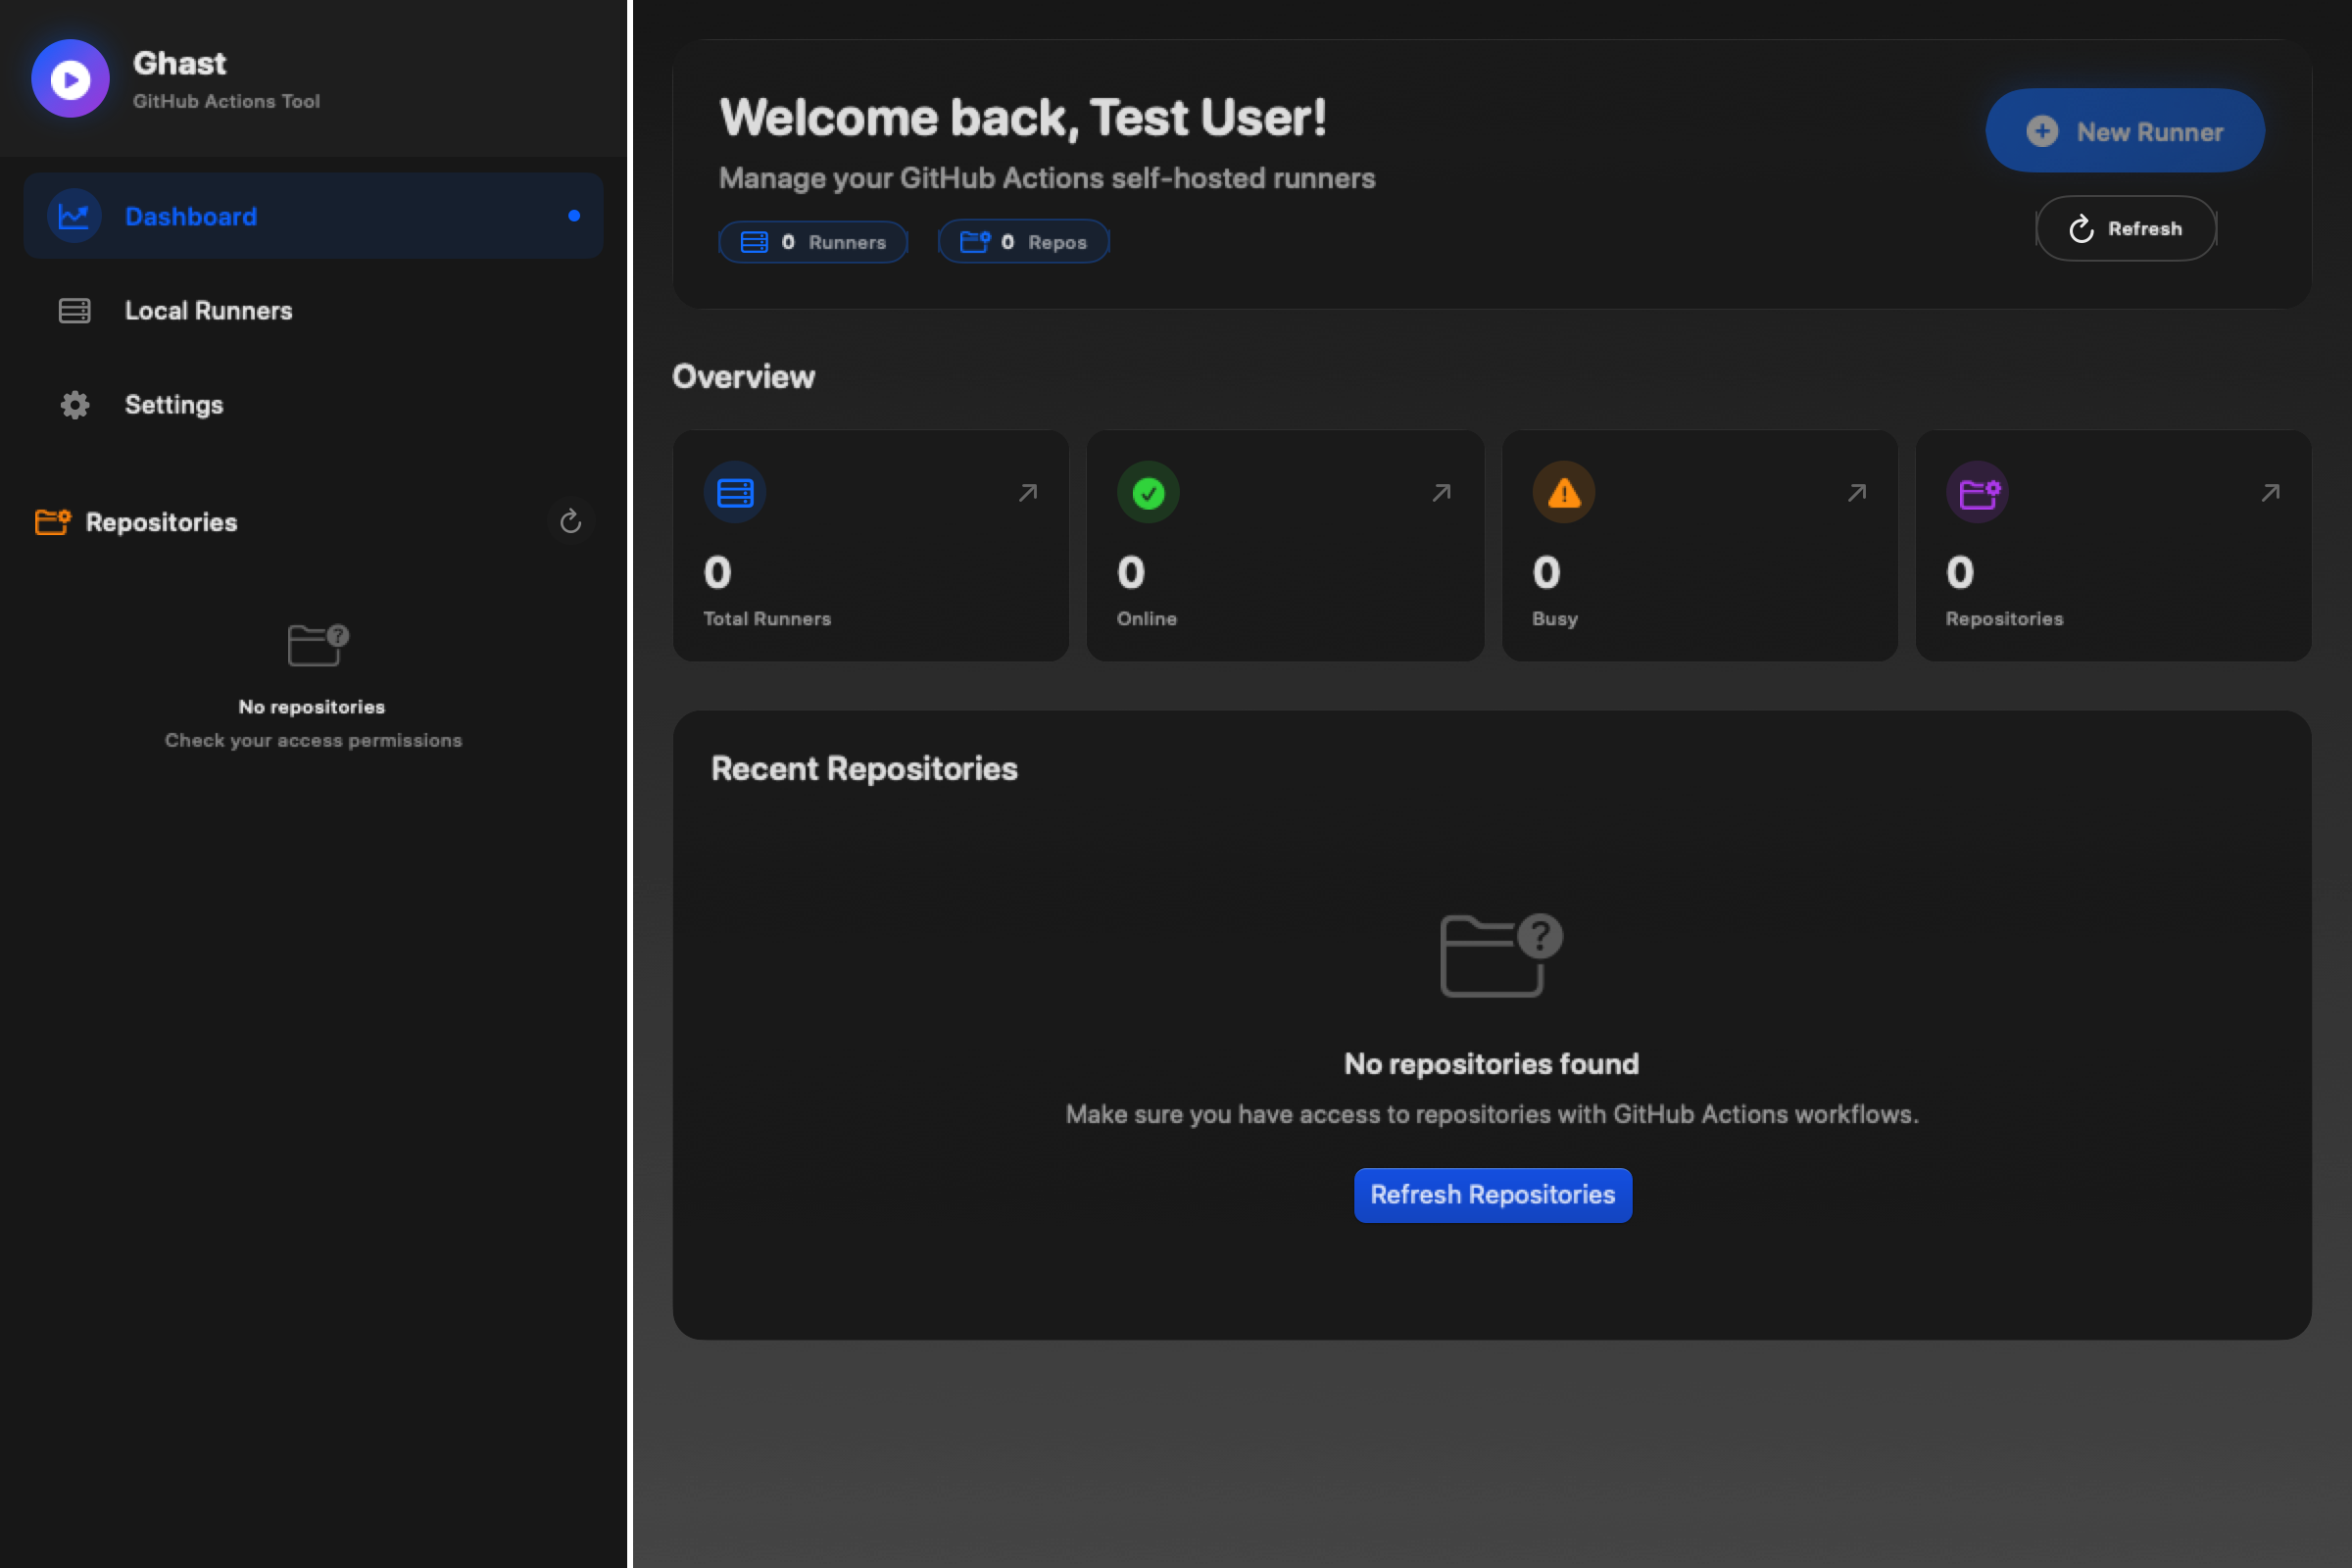 Ghast
GitHub Actions Tool
Dashboard
Local Runners
Settings
Repositories
No repositories
Check your access permissions
Welcome back, Test User!
Manage your GitHub Actions self-hosted runners
0 Runners
0 Repos
New Runner
Refresh
Overview
0
Total Runners
0
Online
0
Busy
0
Repositories
Recent Repositories
No repositories found
Make sure you have access to repositories with GitHub Actions workflows.
Refresh Repositories